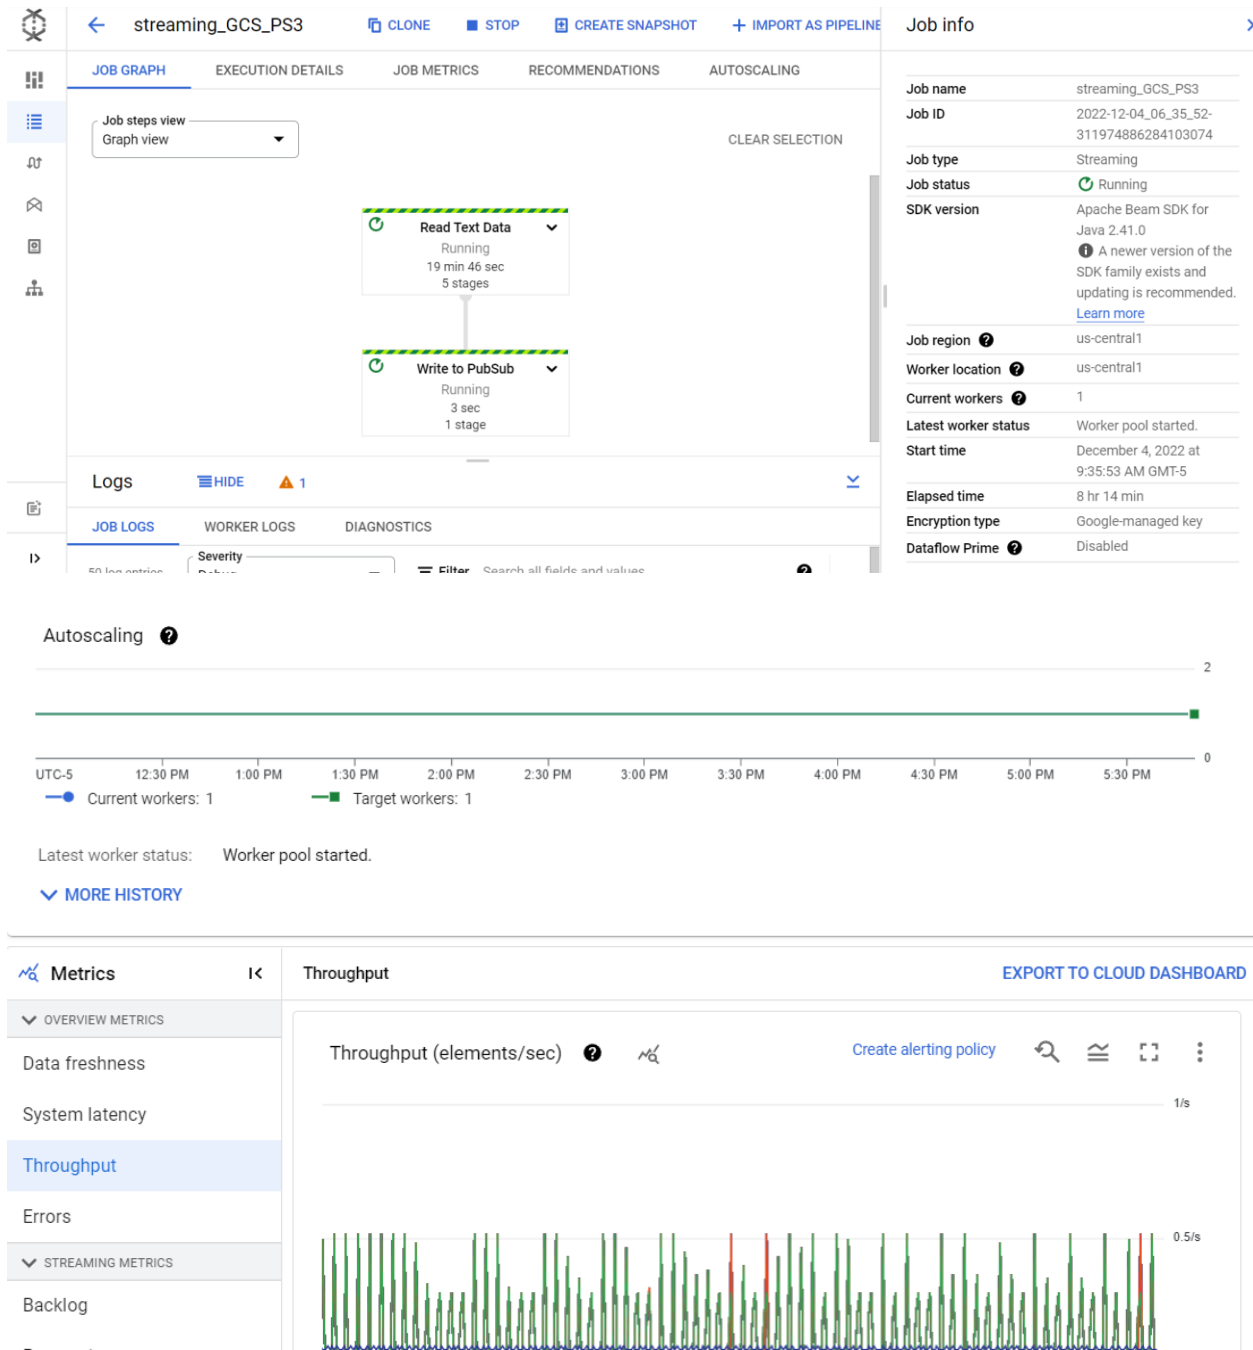 streaming_GCS_PS3 CLONE STOP CREATE SNAPSHOT + IMPORT AS PIPELINE
JOB GRAPH EXECUTION DETAILS JOB METRICS RECOMMENDATIONS AUTOSCALING
Job steps view
Graph view
CLEAR SELECTION
Read Text Data
Running
19 min 46 sec
5 stages
Write to PubSub
Running
3 sec
1 stage
Logs HIDE 1
JOB LOGS WORKER LOGS DIAGNOSTICS
50 log entries
Severity
Debug
Filter Search all fields and values
Job info
Job name streaming_GCS_PS3
Job ID 2022-12-04_06_35_52-
311974886284103074
Job type Streaming
Job status Running
SDK version Apache Beam SDK for
Java 2.41.0
A newer version of the
SDK family exists and
updating is recommended.
Learn more
Job region us-central1
Worker location us-central1
Current workers 1
Latest worker status Worker pool started.
Start time December 4, 2022 at
9:35:53 AM GMT-5
Elapsed time 8 hr 14 min
Encryption type Google-managed key
Dataflow Prime Disabled
Autoscaling
2
0
UTC-5 12:30 PM 1:00 PM 1:30 PM 2:00 PM 2:30 PM 3:00 PM 3:30 PM 4:00 PM 4:30 PM 5:00 PM 5:30 PM
Current workers: 1 Target workers: 1
Latest worker status: Worker pool started.
MORE HISTORY
Metrics
OVERVIEW METRICS
Data freshness
System latency
Throughput
Errors
STREAMING METRICS
Backlog
Throughput EXPORT TO CLOUD DASHBOARD
Throughput (elements/sec) Create alerting policy
1/s
0.5/s